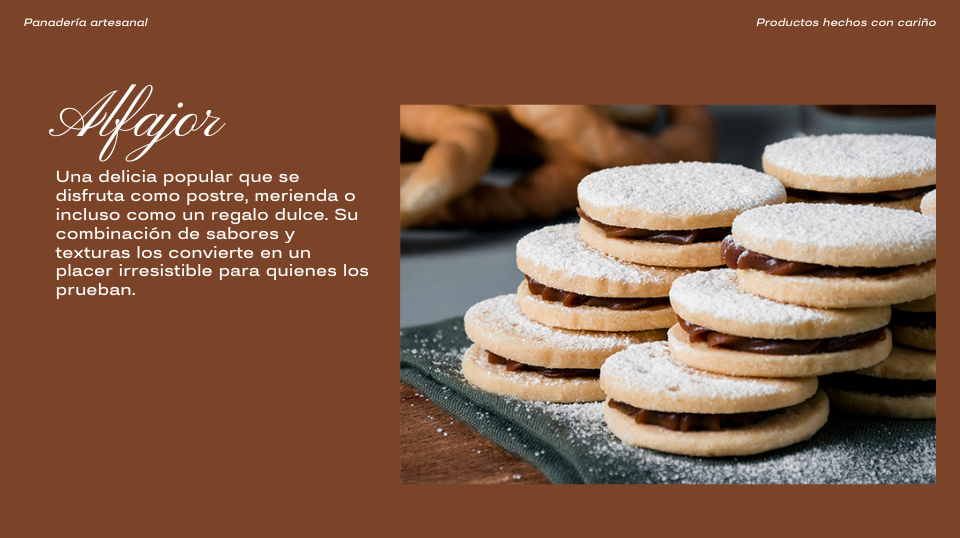 Panadería artesanal
Productos hechos con cariño
Alfajor
Una delicia popular que se
disfruta como postre, merienda o
incluso como un regalo dulce. Su
combinación de sabores y
texturas los convierte en un
placer irresistible para quienes los
prueban.